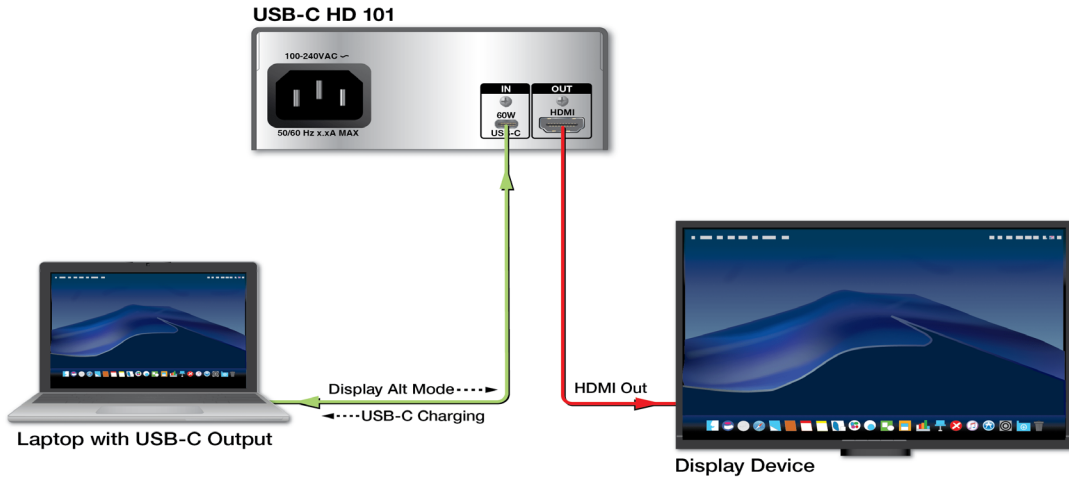 USB-C HD 101
100-240VAC ⏦
50/60 Hz x.xA MAX
IN
60W
USB-C
OUT
HDMI
Display Alt Mode
USB-C Charging
HDMI Out
Laptop with USB-C Output
Display Device